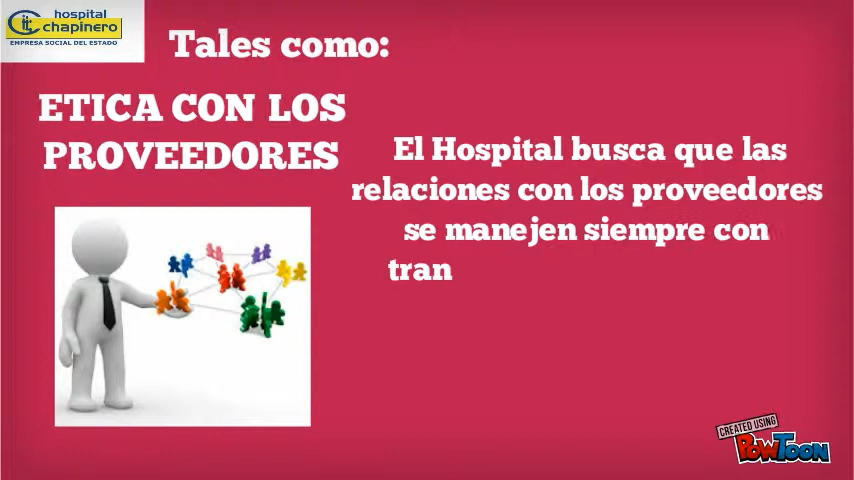 hospital
chapinero
EMPRESA SOCIAL DEL ESTADO
Tales como:
ETICA CON LOS
PROVEEDORES
El Hospital busca que las
relaciones con los proveedores
se manejen siempre con
tran
CREATED USING
POWTOON